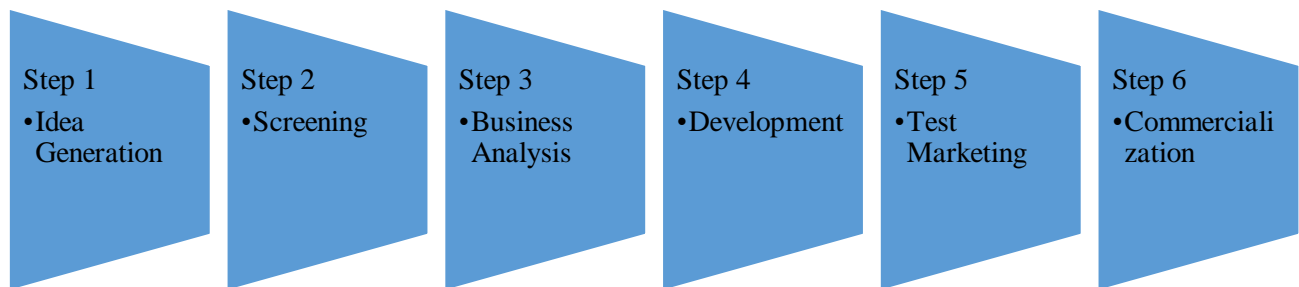 Step 1
•Idea
Generation
Step 2
•Screening
Step 3
•Business
Analysis
Step 4
•Development
Step 5
•Test
Marketing
Step 6
•Commerciali
zation